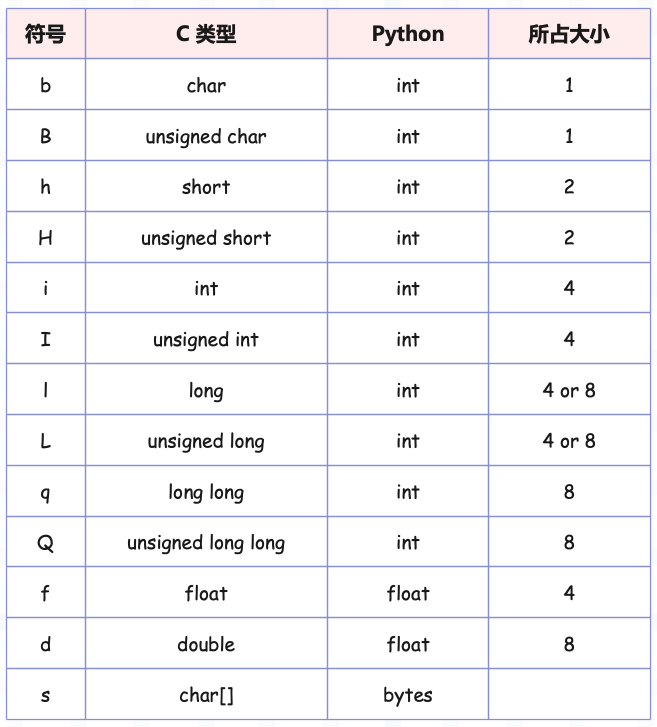 符号 C 类型 Python 所占大小
b char int 1
B unsigned char int 1
h short int 2
H unsigned short int 2
i int int 4
I unsigned int int 4
l long int 4 or 8
L unsigned long int 4 or 8
q long long int 8
Q unsigned long long int 8
f float float 4
d double float 8
s char[] bytes